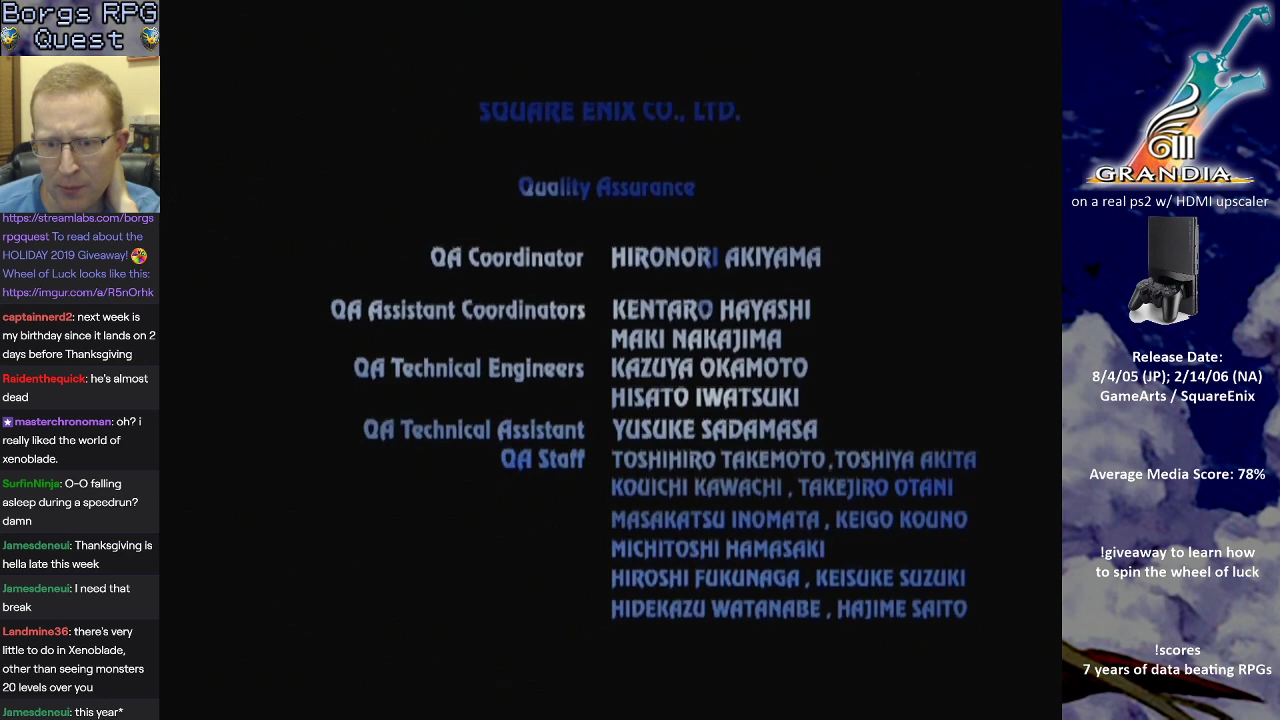 Borgs RPG
Quest
https://streamlabs.com/borgs
rpgquest To read about the
HOLIDAY 2019 Giveaway!
Wheel of Luck looks like this:
https://imgur.com/a/R5nOrhk
captainnerd2: next week is
my birthday since it lands on 2
days before Thanksgiving
Raidenthequick: he's almost
dead
masterchronoman: oh? i
really liked the world of
xenoblade.
SurfinNinja: O-O falling
asleep during a speedrun?
damn
Jamesdeneui: Thanksgiving is
hella late this week
Jamesdeneui: I need that
break
Landmine36: there's very
little to do in Xenoblade,
other than seeing monsters
20 levels over you
Jamesdeneui: this year*
SQUARE ENIX CO., LTD.
Quality Assurance
QA Coordinator HIRONORI AKIYAMA
QA Assistant Coordinators KENTARO HAYASHI
MAKI NAKAJIMA
QA Technical Engineers KAZUYA OKAMOTO
HISATO IWATSUKI
QA Technical Assistant YUSUKE SADAMASA
QA Staff TOSHIHIRO TAKEMOTO ,TOSHIYA AKITA
KOUICHI KAWACHI , TAKEJIRO OTANI
MASAKATSU INOMATA , KEIGO KOUNO
MICHITOSHI HAMASAKI
HIROSHI FUKUNAGA , KEISUKE SUZUKI
HIDEKAZU WATANABE , HAJIME SAITO
III
GRANDIA
on a real ps2 w/ HDMI upscaler
Release Date:
8/4/05 (JP); 2/14/06 (NA)
GameArts / SquareEnix
Average Media Score: 78%
!giveaway to learn how
to spin the wheel of luck
!scores
7 years of data beating RPGs